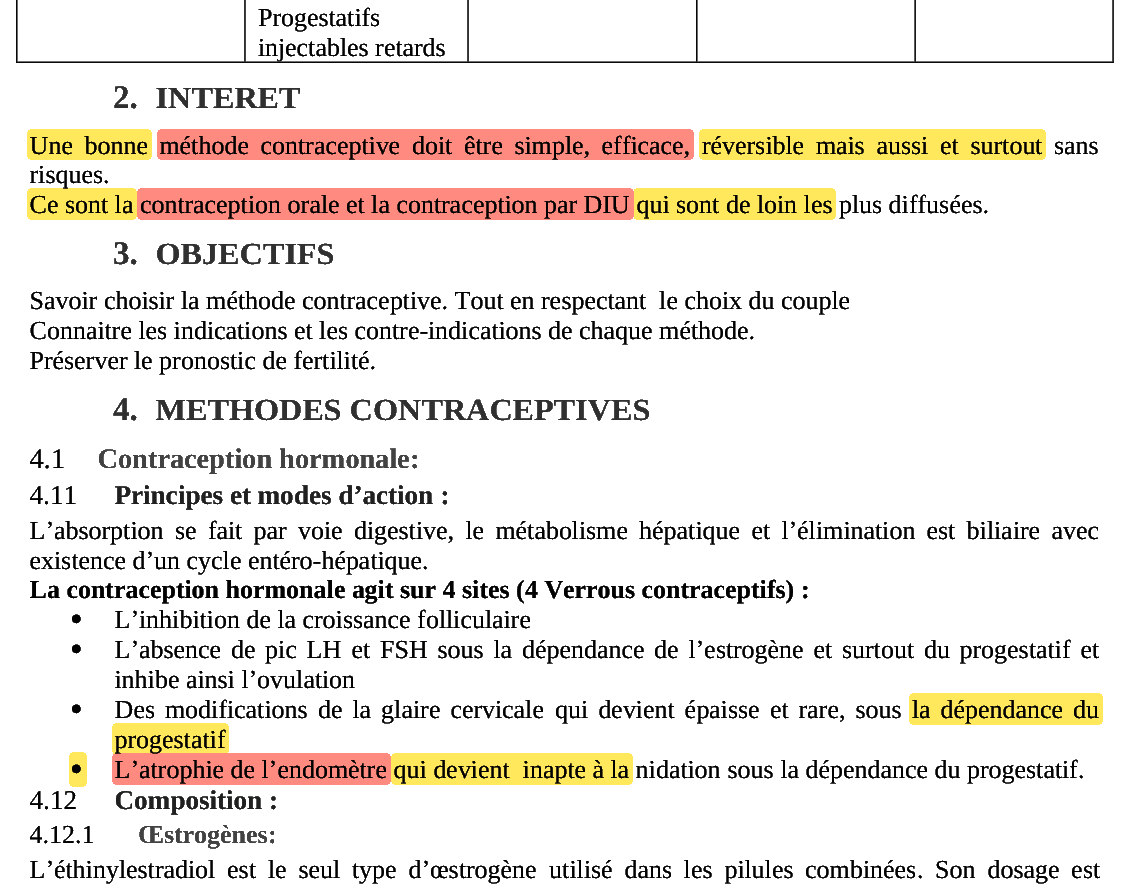 Progestatifs
injectables retards
2. INTERET
Une bonne méthode contraceptive doit être simple, efficace, réversible mais aussi et surtout sans
risques.
Ce sont la contraception orale et la contraception par DIU qui sont de loin les plus diffusées.
3. OBJECTIFS
Savoir choisir la méthode contraceptive. Tout en respectant le choix du couple
Connaitre les indications et les contre-indications de chaque méthode.
Préserver le pronostic de fertilité.
4. METHODES CONTRACEPTIVES
4.1 Contraception hormonale:
4.11 Principes et modes d’action :
L’absorption se fait par voie digestive, le métabolisme hépatique et l’élimination est biliaire avec
existence d’un cycle entéro-hépatique.
La contraception hormonale agit sur 4 sites (4 Verrous contraceptifs) :
• L’inhibition de la croissance folliculaire
• L’absence de pic LH et FSH sous la dépendance de l’estrogène et surtout du progestatif et
inhibe ainsi l’ovulation
• Des modifications de la glaire cervicale qui devient épaisse et rare, sous la dépendance du
progestatif
• L’atrophie de l’endomètre qui devient inapte à la nidation sous la dépendance du progestatif.
4.12 Composition :
4.12.1 Œstrogènes:
L’éthinylestradiol est le seul type d’œstrogène utilisé dans les pilules combinées. Son dosage est